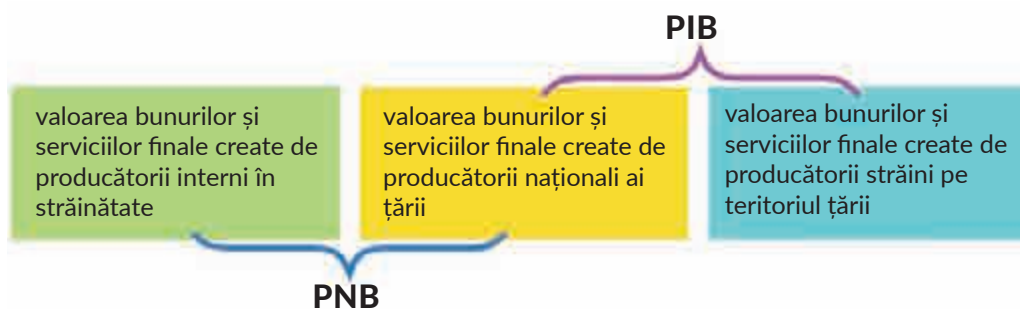 PIB
valoarea bunurilor și
serviciilor finale create de
producătorii interni în
străinătate
valoarea bunurilor și
serviciilor finale create de
producătorii naționali ai
țării
valoarea bunurilor și
serviciilor finale create de
producătorii străini pe
teritoriul țării
PNB